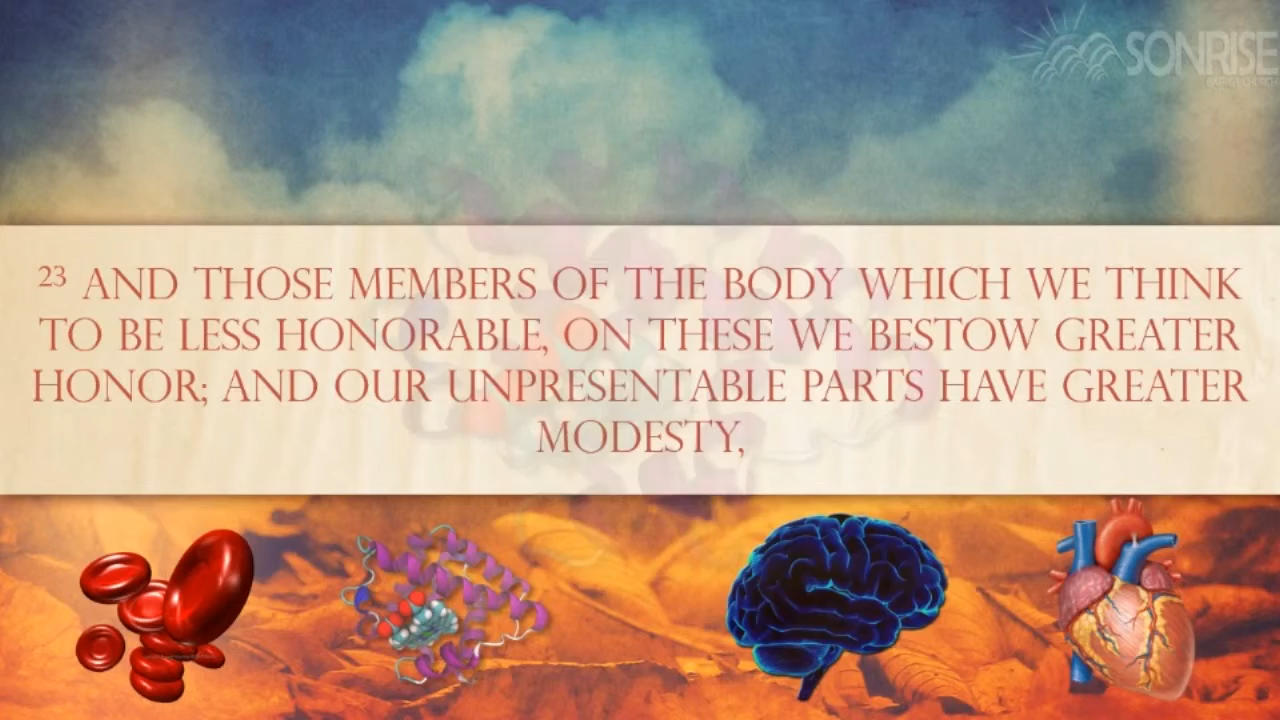 SONRISE
23 AND THOSE MEMBERS OF THE BODY WHICH WE THINK
TO BE LESS HONORABLE, ON THESE WE BESTOW GREATER
HONOR; AND OUR UNPRESENTABLE PARTS HAVE GREATER
MODESTY,